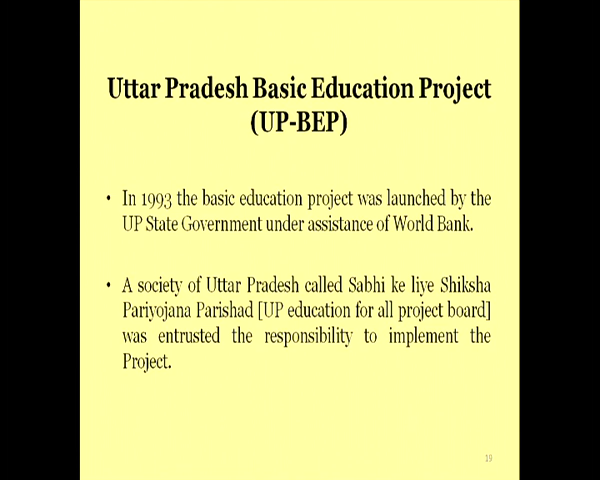 Uttar Pradesh Basic Education Project
(UP-BEP)
• In 1993 the basic education project was launched by the
UP State Government under assistance of World Bank.
• A society of Uttar Pradesh called Sabhi ke liye Shiksha
Pariyojana Parishad [UP education for all project board]
was entrusted the responsibility to implement the
Project.
19